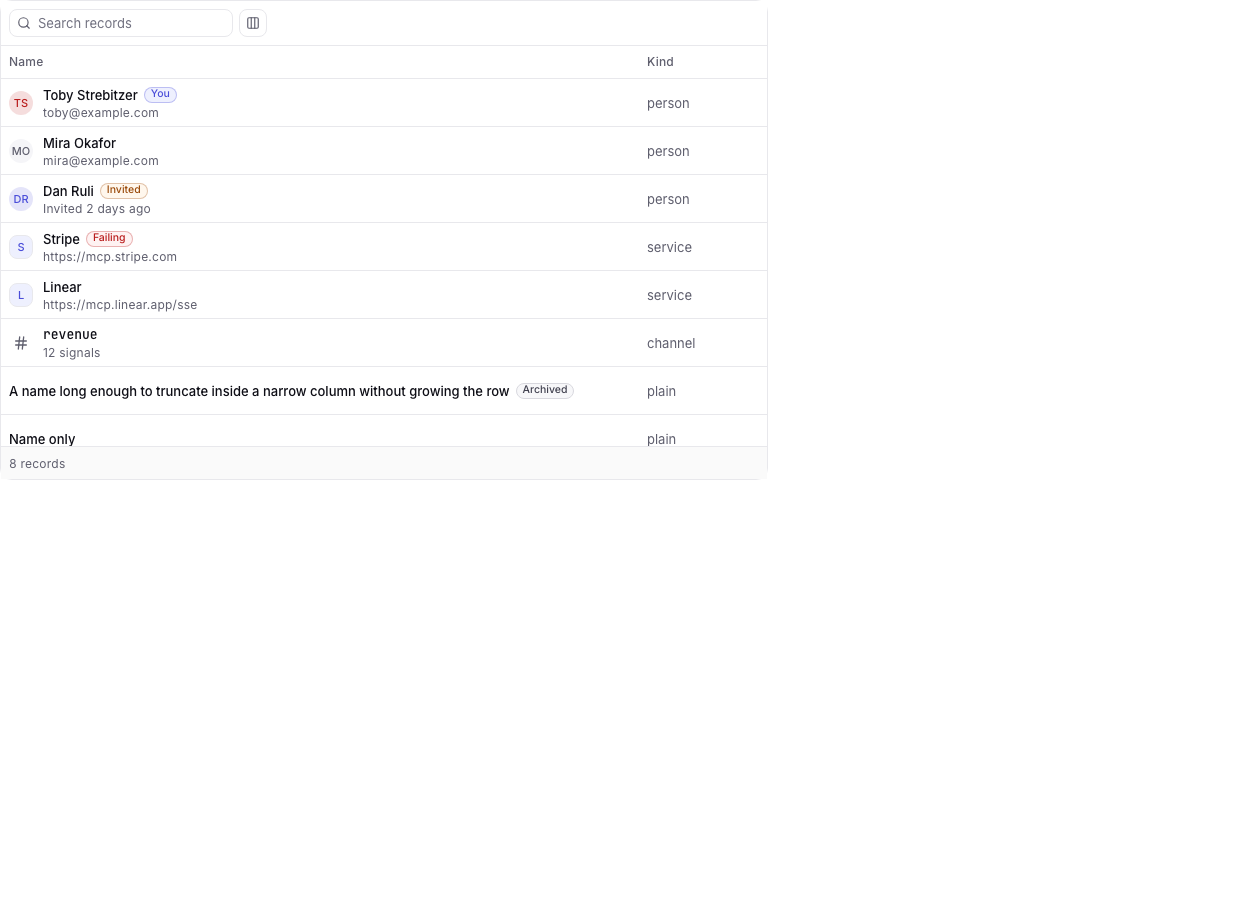 Search records
Name Kind
TS Toby Strebitzer You person
toby@example.com
MO Mira Okafor person
mira@example.com
DR Dan Ruli Invited person
Invited 2 days ago
S Stripe Failing service
https://mcp.stripe.com
L Linear service
https://mcp.linear.app/sse
# revenue channel
12 signals
A name long enough to truncate inside a narrow column without growing the row Archived plain
Name only plain
8 records